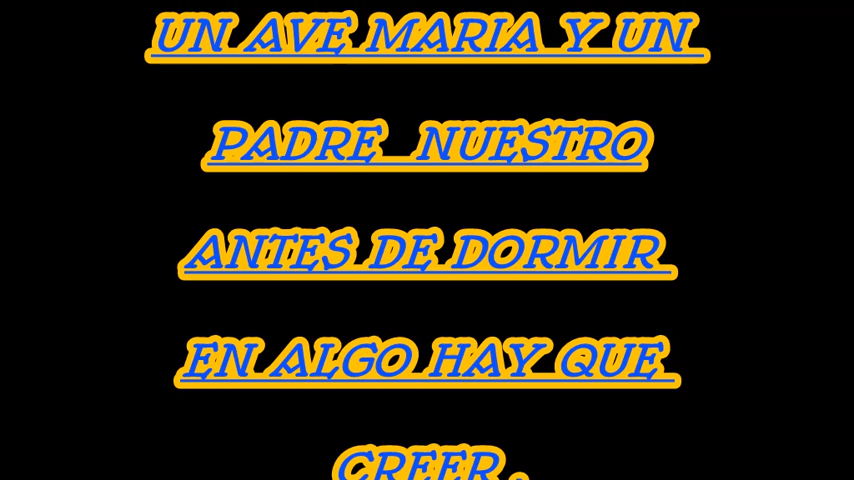 UN AVE MARIA Y UN
PADRE NUESTRO
ANTES DE DORMIR
EN ALGO HAY QUE
CREER.